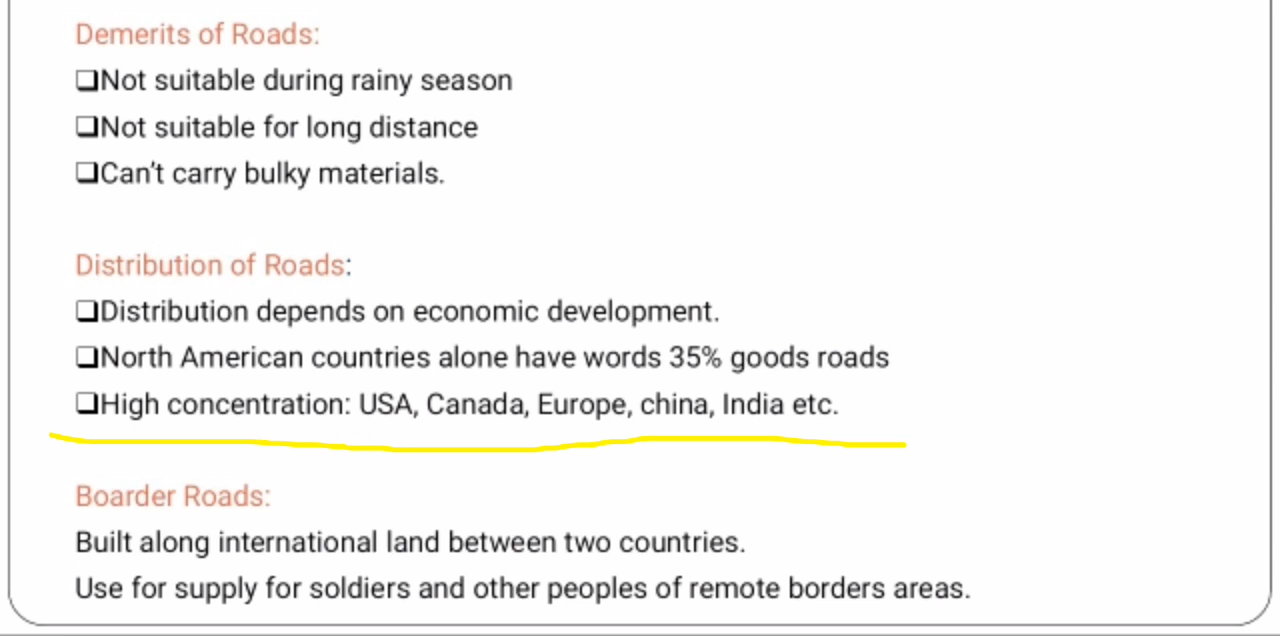 Demerits of Roads:
❑Not suitable during rainy season
❑Not suitable for long distance
❑Can't carry bulky materials.
Distribution of Roads:
❑Distribution depends on economic development.
❑North American countries alone have words 35% goods roads
❑High concentration: USA, Canada, Europe, china, India etc.
Boarder Roads:
Built along international land between two countries.
Use for supply for soldiers and other peoples of remote borders areas.